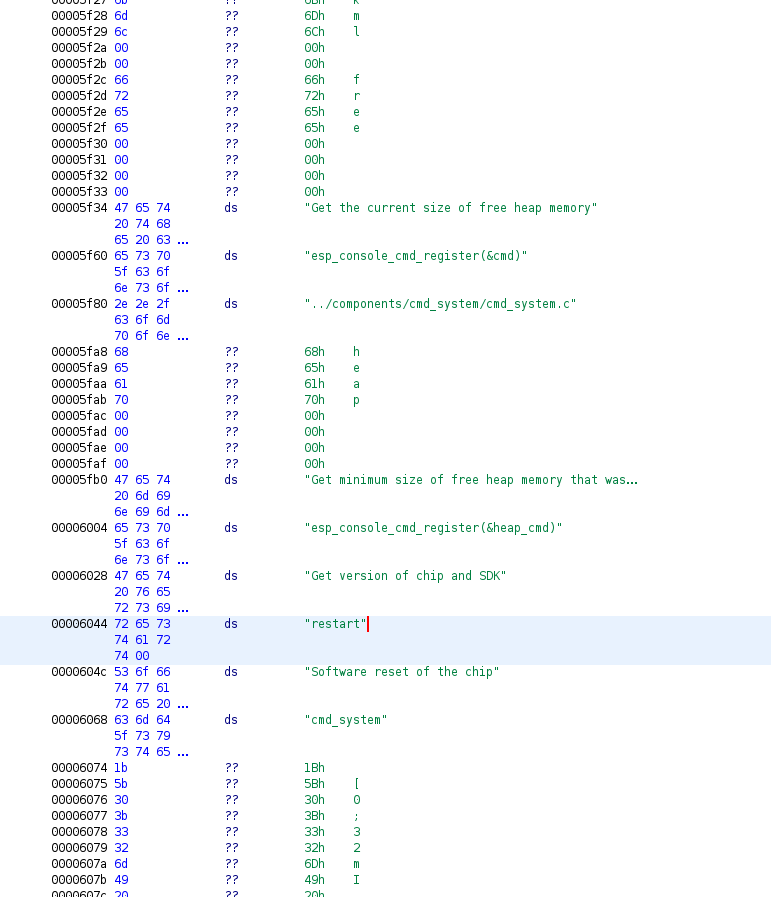 00005f27 6b ?? 6Bh k
00005f28 6d ?? 6Dh m
00005f29 6c ?? 6Ch l
00005f2a 00 ?? 00h
00005f2b 00 ?? 00h
00005f2c 66 ?? 66h f
00005f2d 72 ?? 72h r
00005f2e 65 ?? 65h e
00005f2f 65 ?? 65h e
00005f30 00 ?? 00h
00005f31 00 ?? 00h
00005f32 00 ?? 00h
00005f33 00 ?? 00h
00005f34 47 65 74 ds "Get the current size of free heap memory"
20 74 68
65 20 63 ...
00005f60 65 73 70 ds "esp_console_cmd_register(&cmd)"
5f 63 6f
6e 73 6f ...
00005f80 2e 2e 2f ds "../components/cmd_system/cmd_system.c"
63 6f 6d
70 6f 6e ...
00005fa8 68 ?? 68h h
00005fa9 65 ?? 65h e
00005faa 61 ?? 61h a
00005fab 70 ?? 70h p
00005fac 00 ?? 00h
00005fad 00 ?? 00h
00005fae 00 ?? 00h
00005faf 00 ?? 00h
00005fb0 47 65 74 ds "Get minimum size of free heap memory that was...
20 6d 69
6e 69 6d ...
00006004 65 73 70 ds "esp_console_cmd_register(&heap_cmd)"
5f 63 6f
6e 73 6f ...
00006028 47 65 74 ds "Get version of chip and SDK"
20 76 65
72 73 69 ...
00006044 72 65 73 ds "restart"
74 61 72
74 00
0000604c 53 6f 66 ds "Software reset of the chip"
74 77 61
72 65 20 ...
00006068 63 6d 64 ds "cmd_system"
5f 73 79
73 74 65 ...
00006074 1b ?? 1Bh
00006075 5b ?? 5Bh [
00006076 30 ?? 30h 0
00006077 3b ?? 3Bh ;
00006078 33 ?? 33h 3
00006079 32 ?? 32h 2
0000607a 6d ?? 6Dh m
0000607b 49 ?? 49h I
0000607c 20 ?? 20h